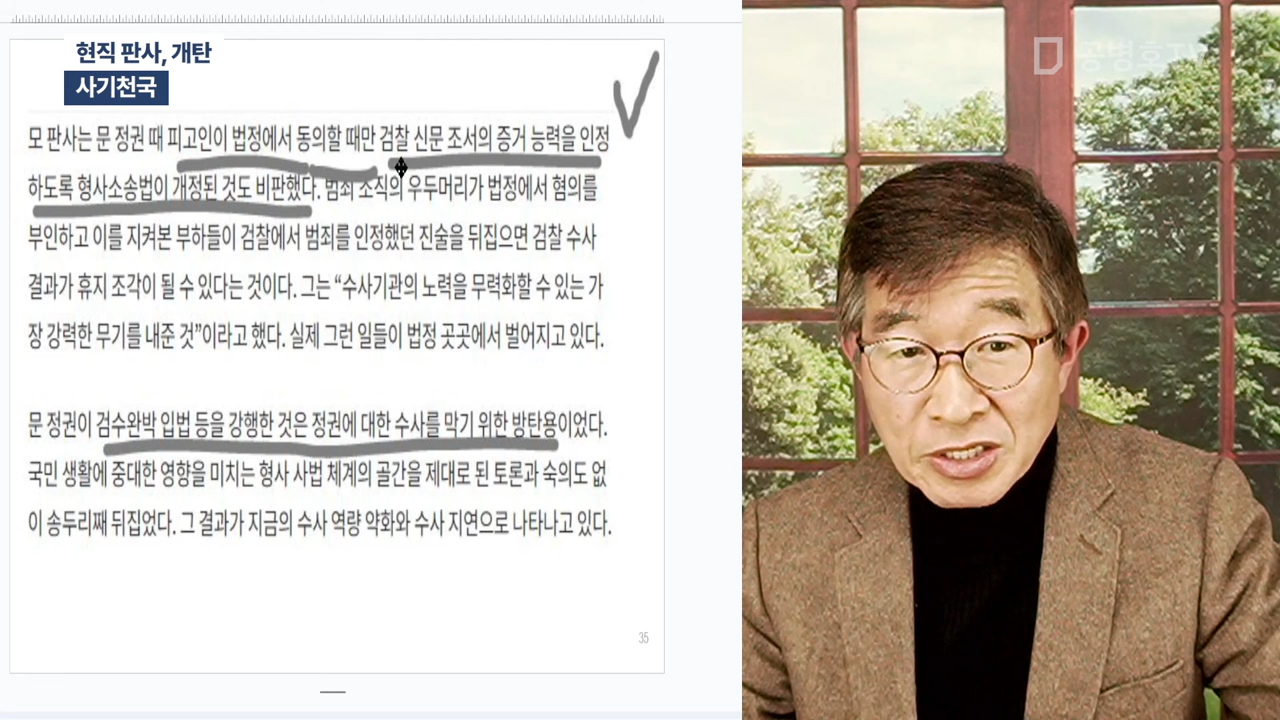 현직 판사, 개탄
사기천국
공병호TV
모 판사는 문 정권 때 피고인이 법정에서 동의할 때만 검찰 신문 조서의 증거 능력을 인정
하도록 형사소송법이 개정된 것도 비판했다. 범죄 조직의 우두머리가 법정에서 혐의를
부인하고 이를 지켜본 부하들이 검찰에서 범죄를 인정했던 진술을 뒤집으면 검찰 수사
결과가 휴지 조각이 될 수 있다는 것이다. 그는 “수사기관의 노력을 무력화할 수 있는 가
장 강력한 무기를 내준 것”이라고 했다. 실제 그런 일들이 법정 곳곳에서 벌어지고 있다.
문 정권이 검수완박 입법 등을 강행한 것은 정권에 대한 수사를 막기 위한 방탄용이었다.
국민 생활에 중대한 영향을 미치는 형사 사법 체계의 골간을 제대로 된 토론과 숙의도 없
이 송두리째 뒤집었다. 그 결과가 지금의 수사 역량 약화와 수사 지연으로 나타나고 있다.
35